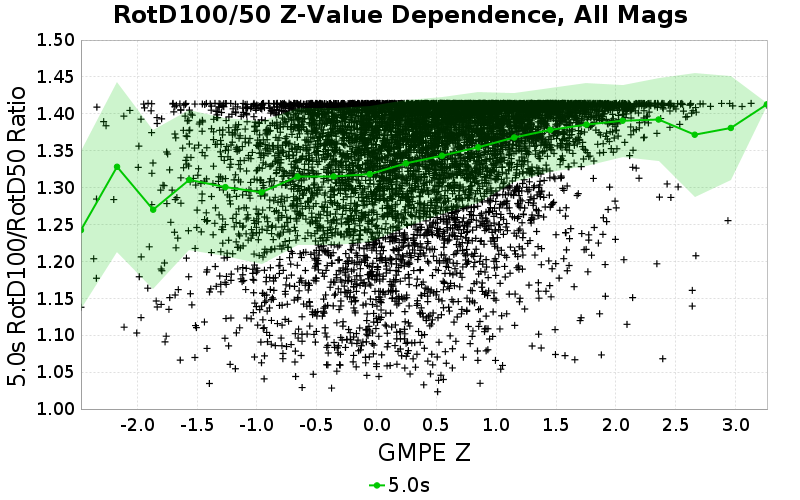 RotD100/50 Z-Value Dependence, All Mags
5.0s RotD100/RotD50 Ratio
1.50
1.45
1.40
1.35
1.30
1.25
1.20
1.15
1.10
1.05
1.00
-2.0 -1.5 -1.0 -0.5 0.0 0.5 1.0 1.5 2.0 2.5 3.0
GMPE Z
5.0s